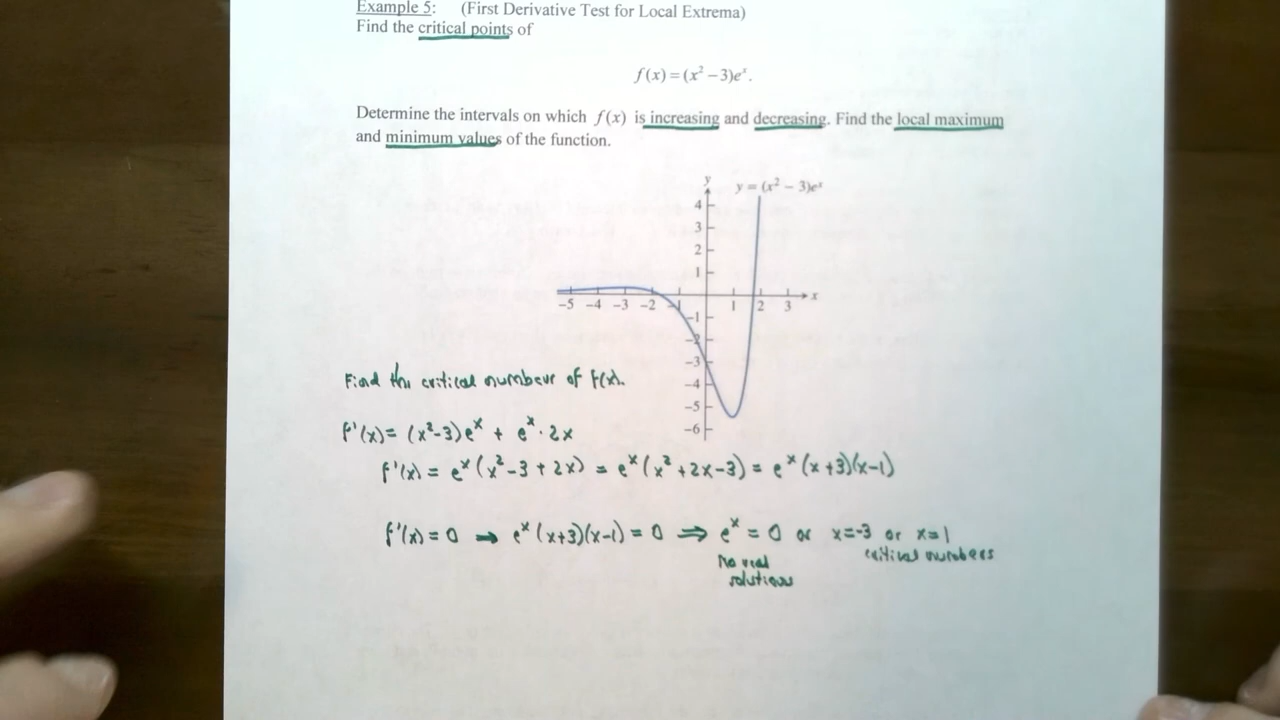 Example 5: (First Derivative Test for Local Extrema)
Find the critical points of
f(x) = (x² − 3)eˣ.
Determine the intervals on which f(x) is increasing and decreasing. Find the local maximum
and minimum values of the function.
y
y = (x² − 3)eˣ
4
3
2
1
−5 −4 −3 −2 −1 1 2 3 x
−1
−2
−3
−4
−5
−6
Find the critical numbers of f(x).
f'(x) = (x²-3)eˣ + eˣ · 2x
f'(x) = eˣ(x²-3+2x) = eˣ(x²+2x-3) = eˣ(x+3)(x-1)
f'(x) = 0 → eˣ(x+3)(x-1) = 0 ⇒ eˣ = 0 or x=-3 or x=1
No real critical numbers
solutions